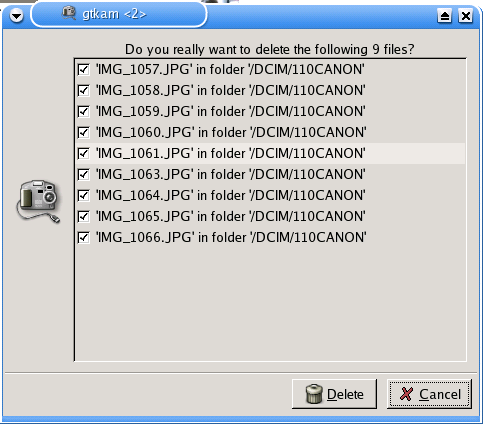 gtkam <2>
Do you really want to delete the following 9 files?
'IMG_1057.JPG' in folder '/DCIM/110CANON'
'IMG_1058.JPG' in folder '/DCIM/110CANON'
'IMG_1059.JPG' in folder '/DCIM/110CANON'
'IMG_1060.JPG' in folder '/DCIM/110CANON'
'IMG_1061.JPG' in folder '/DCIM/110CANON'
'IMG_1063.JPG' in folder '/DCIM/110CANON'
'IMG_1064.JPG' in folder '/DCIM/110CANON'
'IMG_1065.JPG' in folder '/DCIM/110CANON'
'IMG_1066.JPG' in folder '/DCIM/110CANON'
Delete Cancel